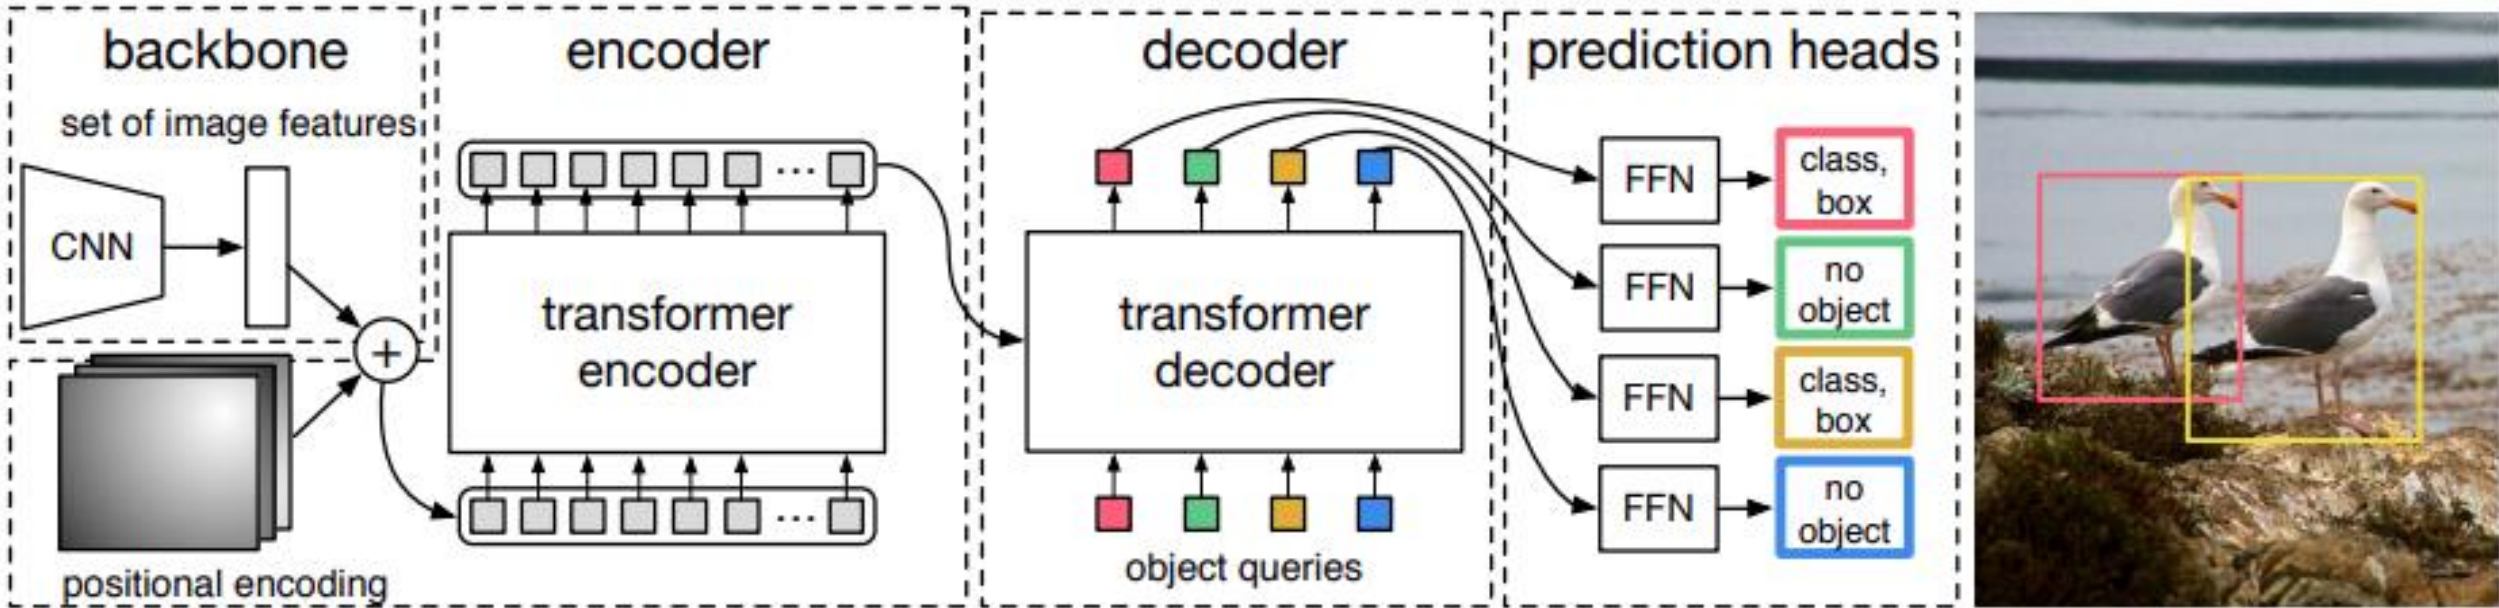 backbone
set of image features
CNN
+
positional encoding
encoder
...
transformer
encoder
...
decoder
transformer
decoder
object queries
prediction heads
FFN
class,
box
FFN
no
object
FFN
class,
box
FFN
no
object